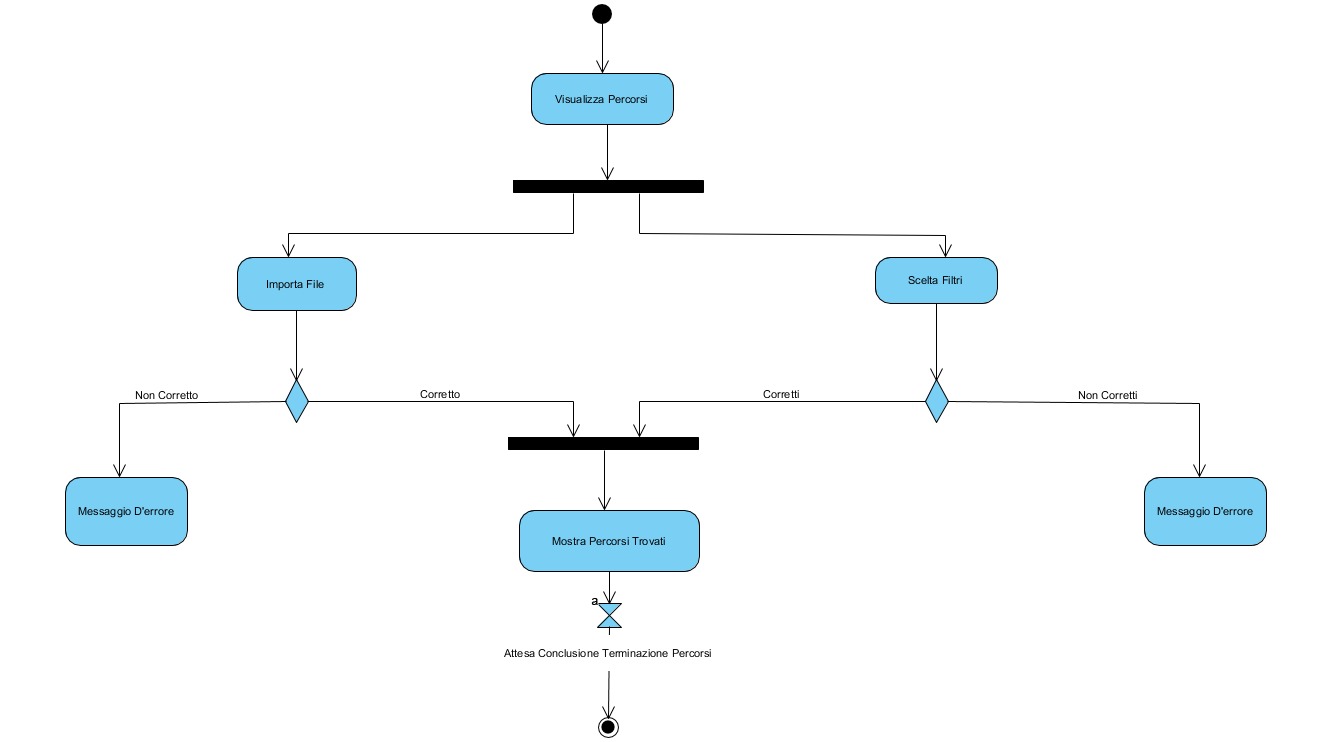 Visualizza Percorsi
Importa File
Scelta Filtri
Non Corretto
Corretto
Corretti
Non Corretti
Messaggio D'errore
Messaggio D'errore
Mostra Percorsi Trovati
a
Attesa Conclusione Terminazione Percorsi